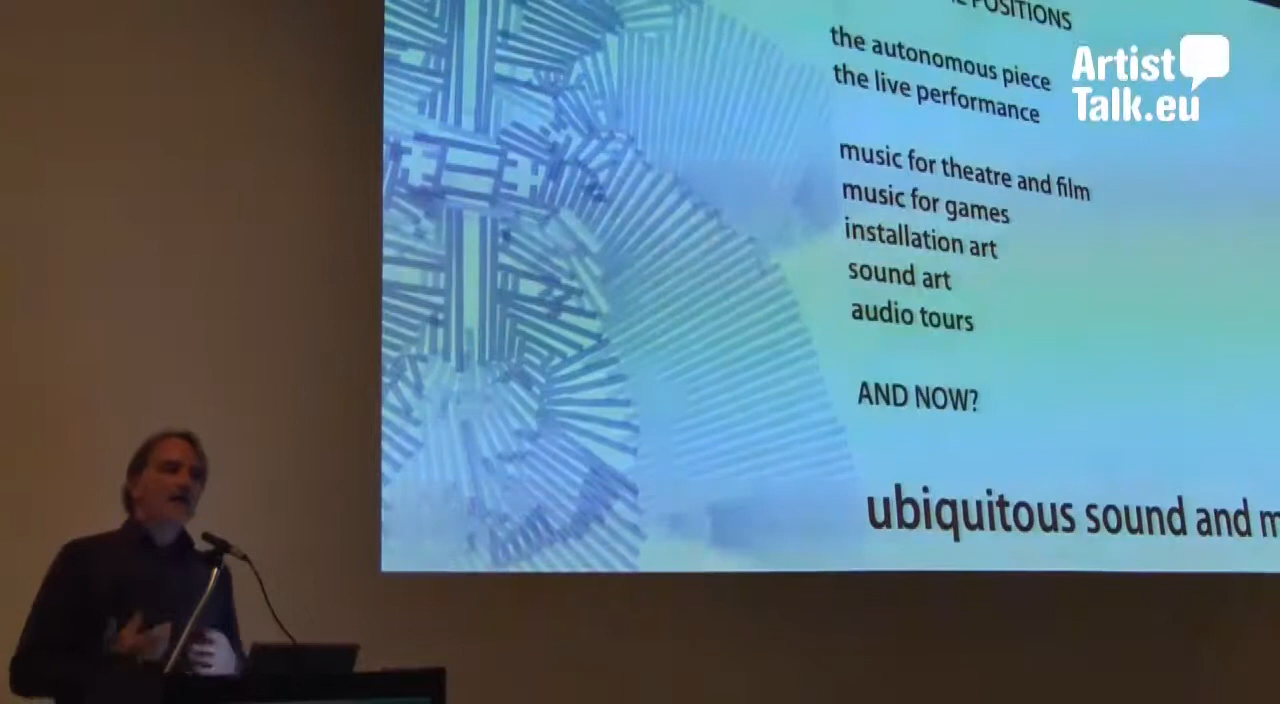 POSITIONS
the autonomous piece
the live performance
music for theatre and film
music for games
installation art
sound art
audio tours
AND NOW?
ubiquitous sound and m
Artist
Talk.eu